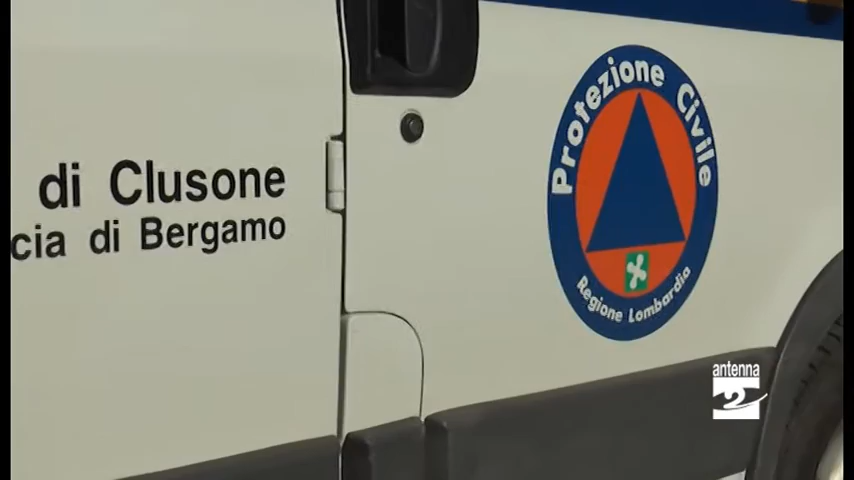 di Clusone
cia di Bergamo
Protezione Civile
Regione Lombardia
antenna
2